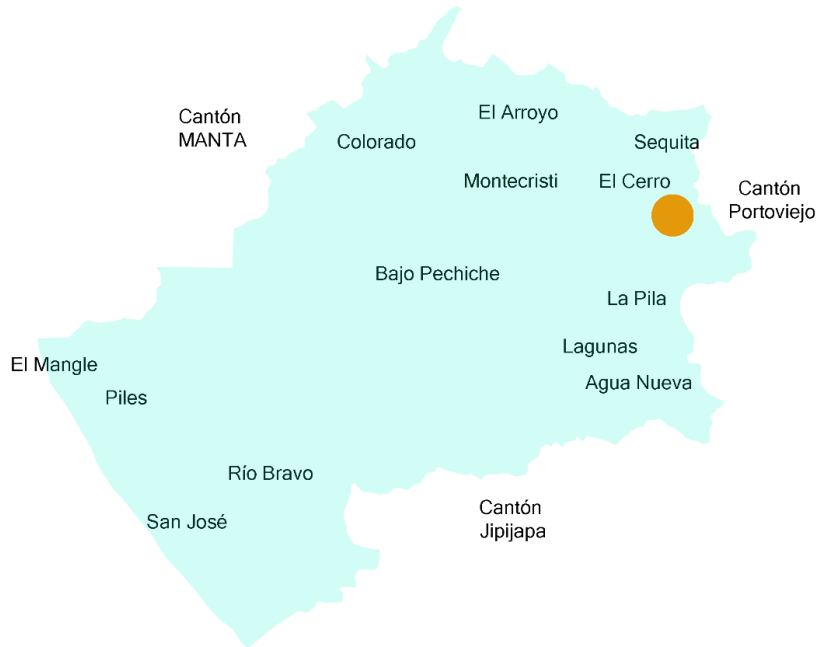 El Arroyo
Cantón
MANTA
Colorado
Sequita
Montecristi
El Cerro
Cantón
Portoviejo
Bajo Pechiche
La Pila
Lagunas
El Mangle
Agua Nueva
Piles
Río Bravo
Cantón
Jipijapa
San José